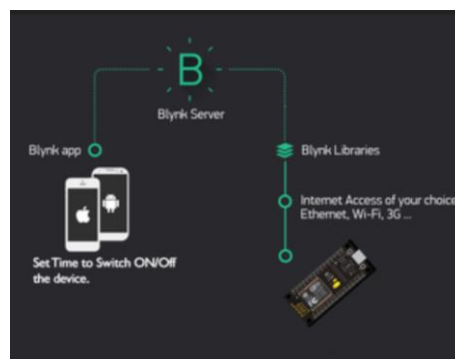 B
Blynk Server
Blynk app
Blynk Libraries
Internet Access of your choice
Ethernet, Wi-Fi, 3G ...
Set Time to Switch ON/Off
the device.